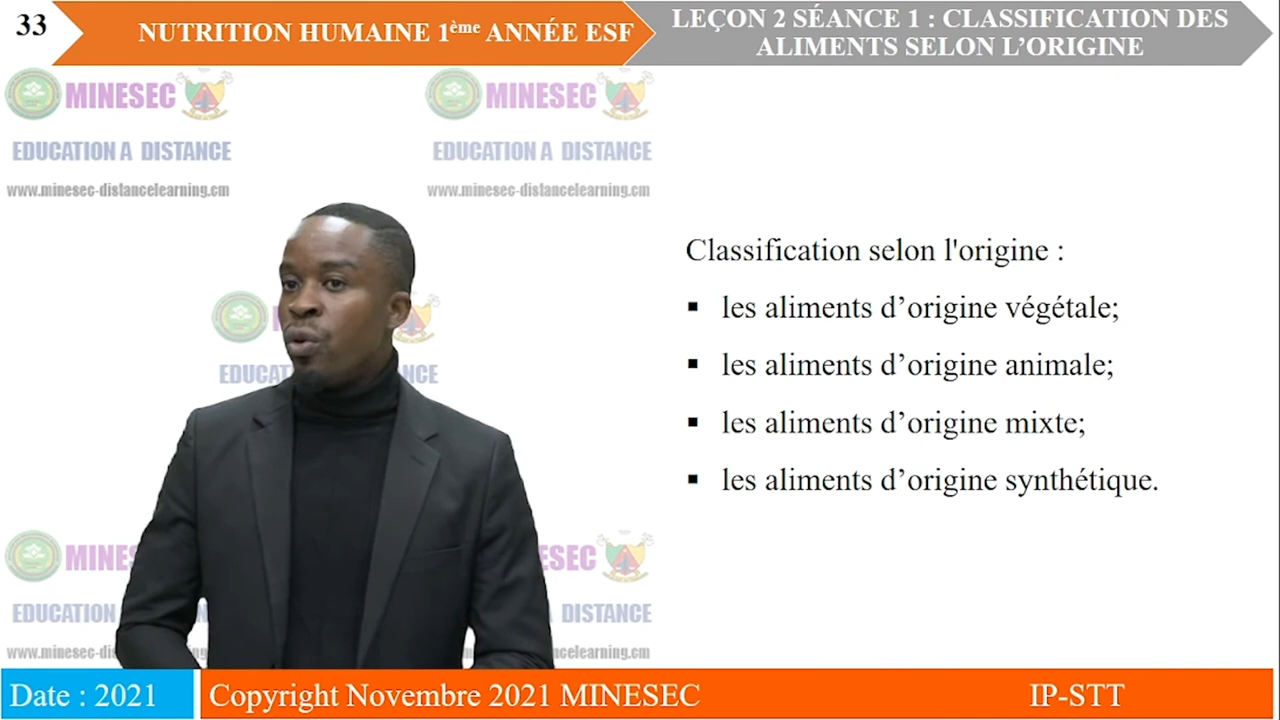 33
NUTRITION HUMAINE 1ème ANNÉE ESF
LEÇON 2 SÉANCE 1 : CLASSIFICATION DES
ALIMENTS SELON L’ORIGINE
MINESEC
EDUCATION A DISTANCE
www.minesec-distancelearning.cm
MINESEC
EDUCATION A DISTANCE
www.minesec-distancelearning.cm
Classification selon l'origine :
▪ les aliments d’origine végétale;
▪ les aliments d’origine animale;
▪ les aliments d’origine mixte;
▪ les aliments d’origine synthétique.
Date : 2021
Copyright Novembre 2021 MINESEC
IP-STT